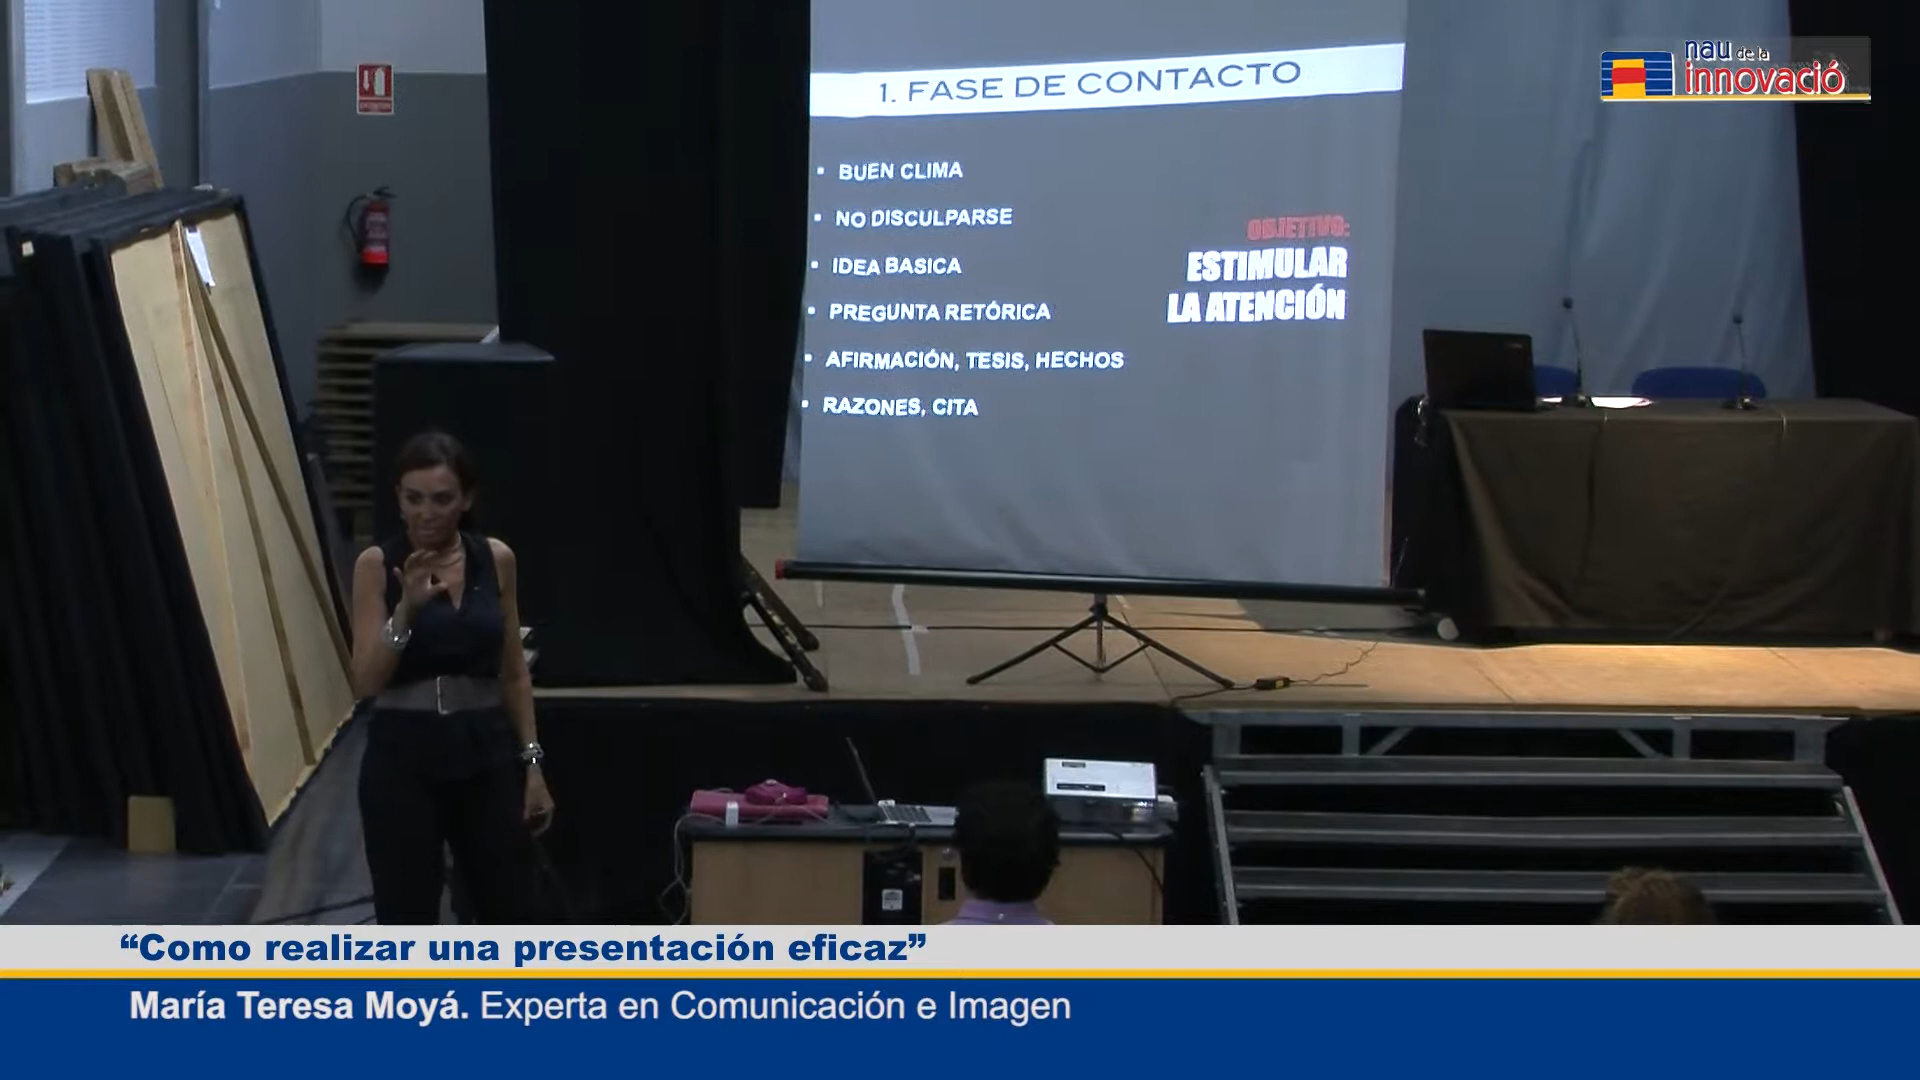 nau de la
innovació
1. FASE DE CONTACTO
▪ BUEN CLIMA
▪ NO DISCULPARSE
▪ IDEA BASICA
▪ PREGUNTA RETÓRICA
▪ AFIRMACIÓN, TESIS, HECHOS
▪ RAZONES, CITA
OBJETIVO:
ESTIMULAR
LA ATENCIÓN
“Como realizar una presentación eficaz”
María Teresa Moyá. Experta en Comunicación e Imagen